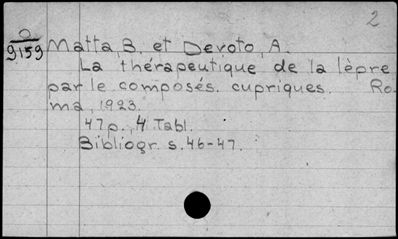 2
O
9159 Matta, B. et Devoto, A.
La thérapeutique de la lèpre
par le composés. cupriques. Ro-
ma, 1923.
47p., 4 Tabl.
Bibliogr. s. 46-47.